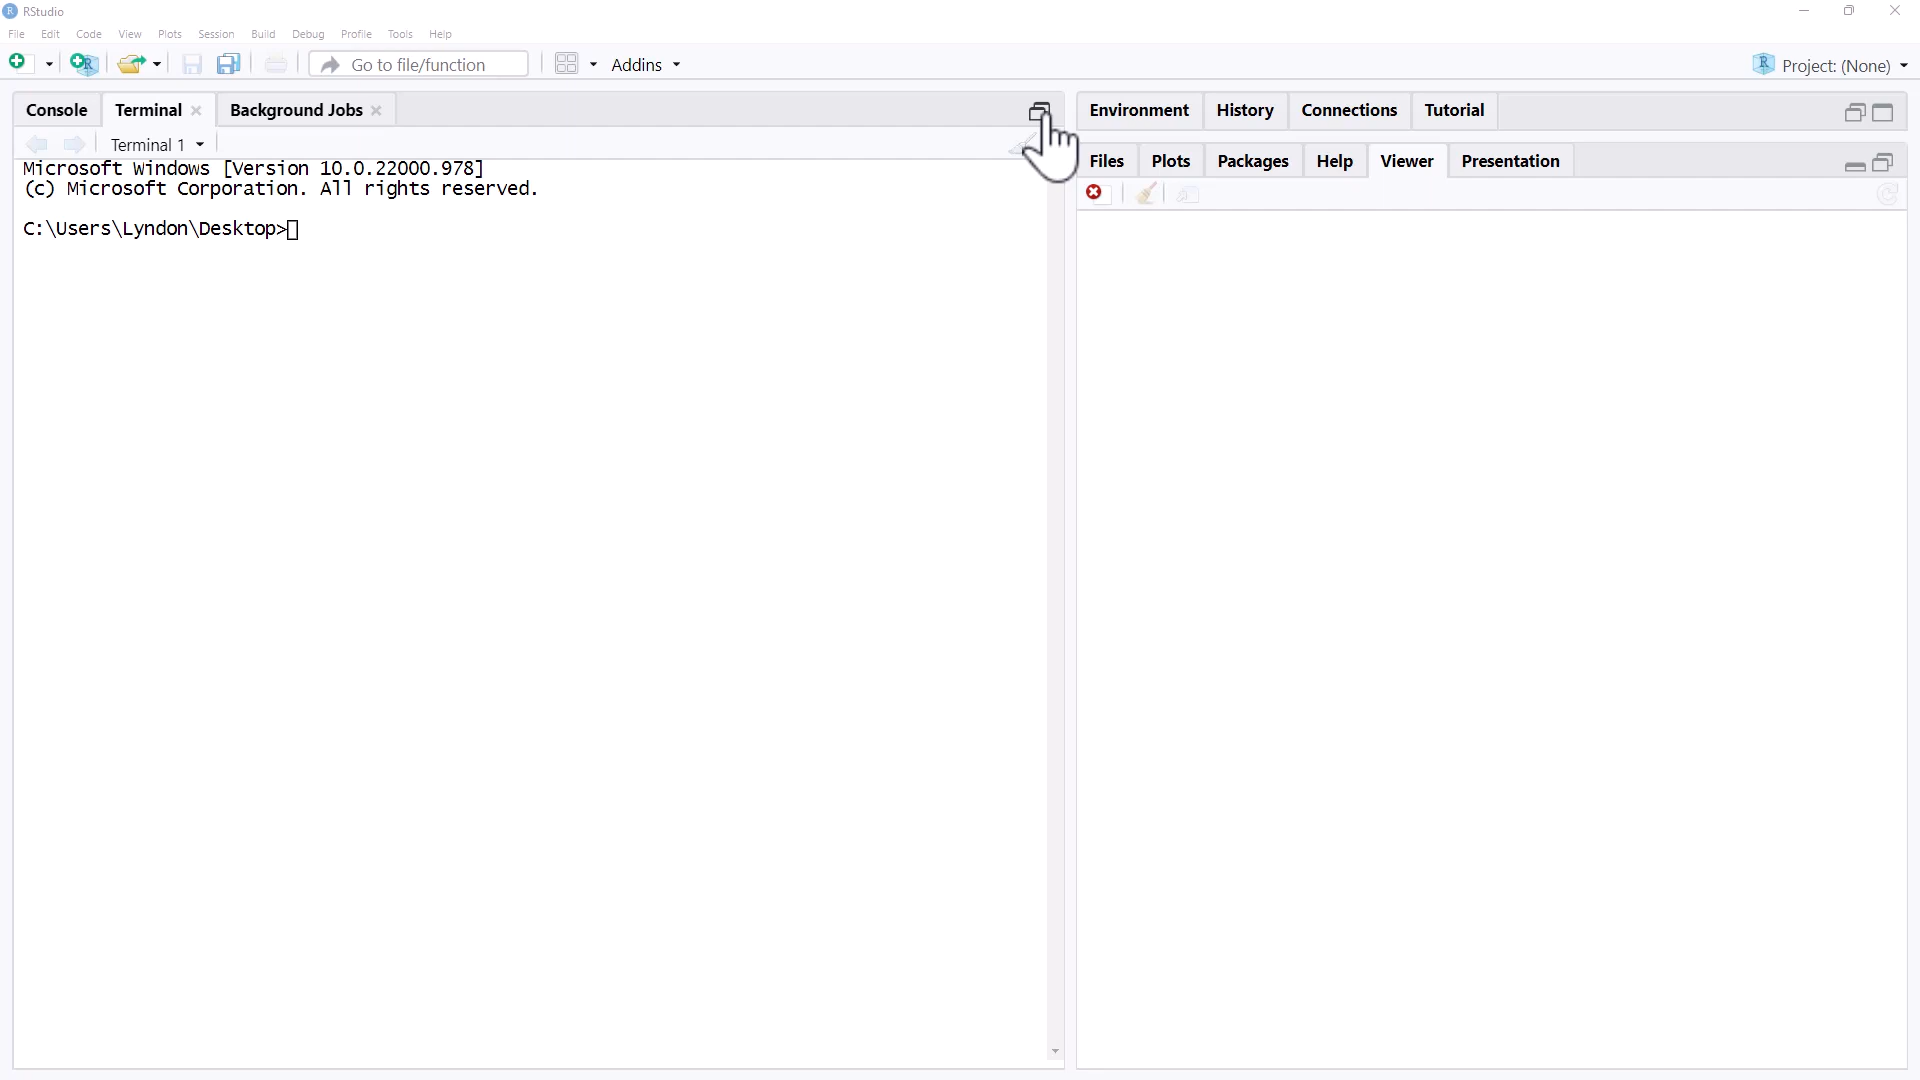 RStudio
File Edit Code View Plots Session Build Debug Profile Tools Help
Go to file/function Addins Project: (None)
Console Terminal Background Jobs
Terminal 1
Microsoft Windows [Version 10.0.22000.978]
(c) Microsoft Corporation. All rights reserved.
C:\Users\Lyndon\Desktop>
Environment History Connections Tutorial
Files Plots Packages Help Viewer Presentation